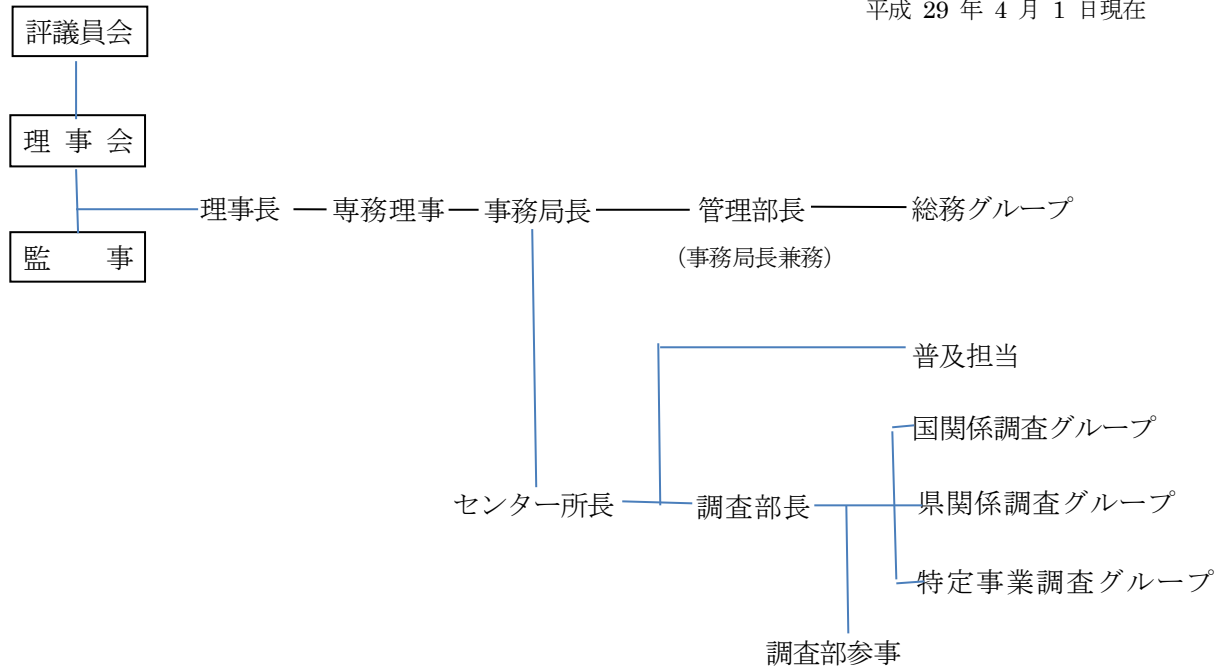 平成 29 年 4 月 1 日現在
評議員会
理 事 会
理事長
専務理事
事務局長
管理部長
総務グループ
監　　事
(事務局長兼務)
普及担当
国関係調査グループ
センター所長
調査部長
県関係調査グループ
特定事業調査グループ
調査部参事